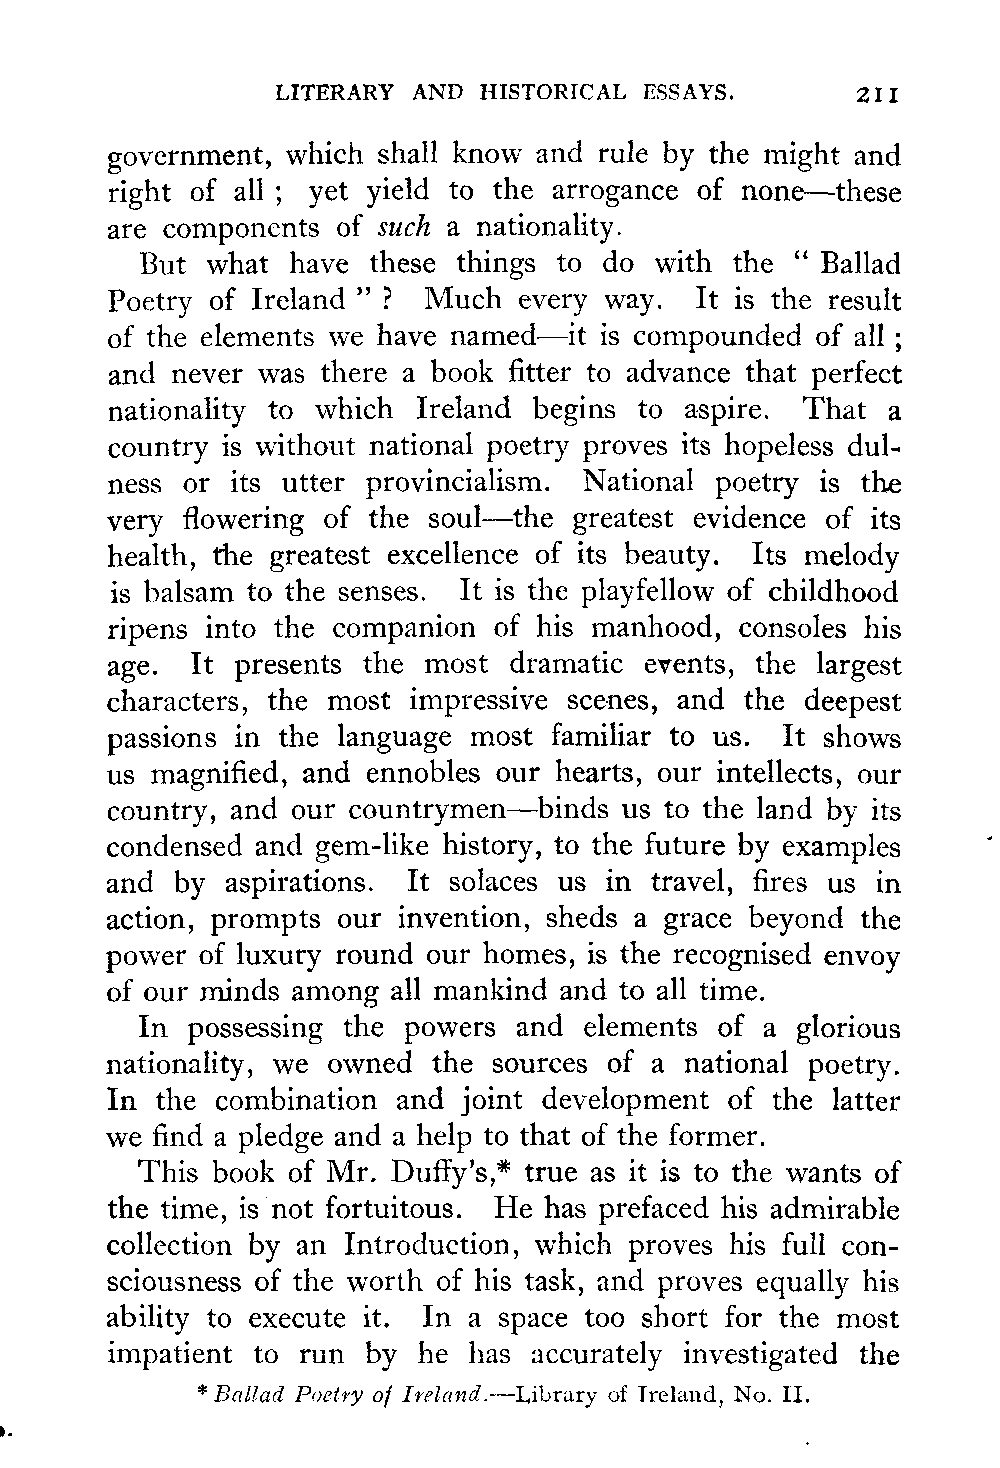 LITERARY AND HISTORICAL ESSAYS. 211
government, which shall know and rule by the might and
right of all ; yet yield to the arrogance of none—these
are components of such a nationality.
But what have these things to do with the “ Ballad
Poetry of Ireland ” ? Much every way. It is the result
of the elements we have named—it is compounded of all ;
and never was there a book fitter to advance that perfect
nationality to which Ireland begins to aspire. That a
country is without national poetry proves its hopeless dul-
ness or its utter provincialism. National poetry is the
very flowering of the soul—the greatest evidence of its
health, the greatest excellence of its beauty. Its melody
is balsam to the senses. It is the playfellow of childhood
ripens into the companion of his manhood, consoles his
age. It presents the most dramatic events, the largest
characters, the most impressive scenes, and the deepest
passions in the language most familiar to us. It shows
us magnified, and ennobles our hearts, our intellects, our
country, and our countrymen—binds us to the land by its
condensed and gem-like history, to the future by examples
and by aspirations. It solaces us in travel, fires us in
action, prompts our invention, sheds a grace beyond the
power of luxury round our homes, is the recognised envoy
of our minds among all mankind and to all time.
In possessing the powers and elements of a glorious
nationality, we owned the sources of a national poetry.
In the combination and joint development of the latter
we find a pledge and a help to that of the former.
This book of Mr. Duffy's,* true as it is to the wants of
the time, is not fortuitous. He has prefaced his admirable
collection by an Introduction, which proves his full con-
sciousness of the worth of his task, and proves equally his
ability to execute it. In a space too short for the most
impatient to run by he has accurately investigated the
* Ballad Poetry of Ireland.—Library of Ireland, No. II.